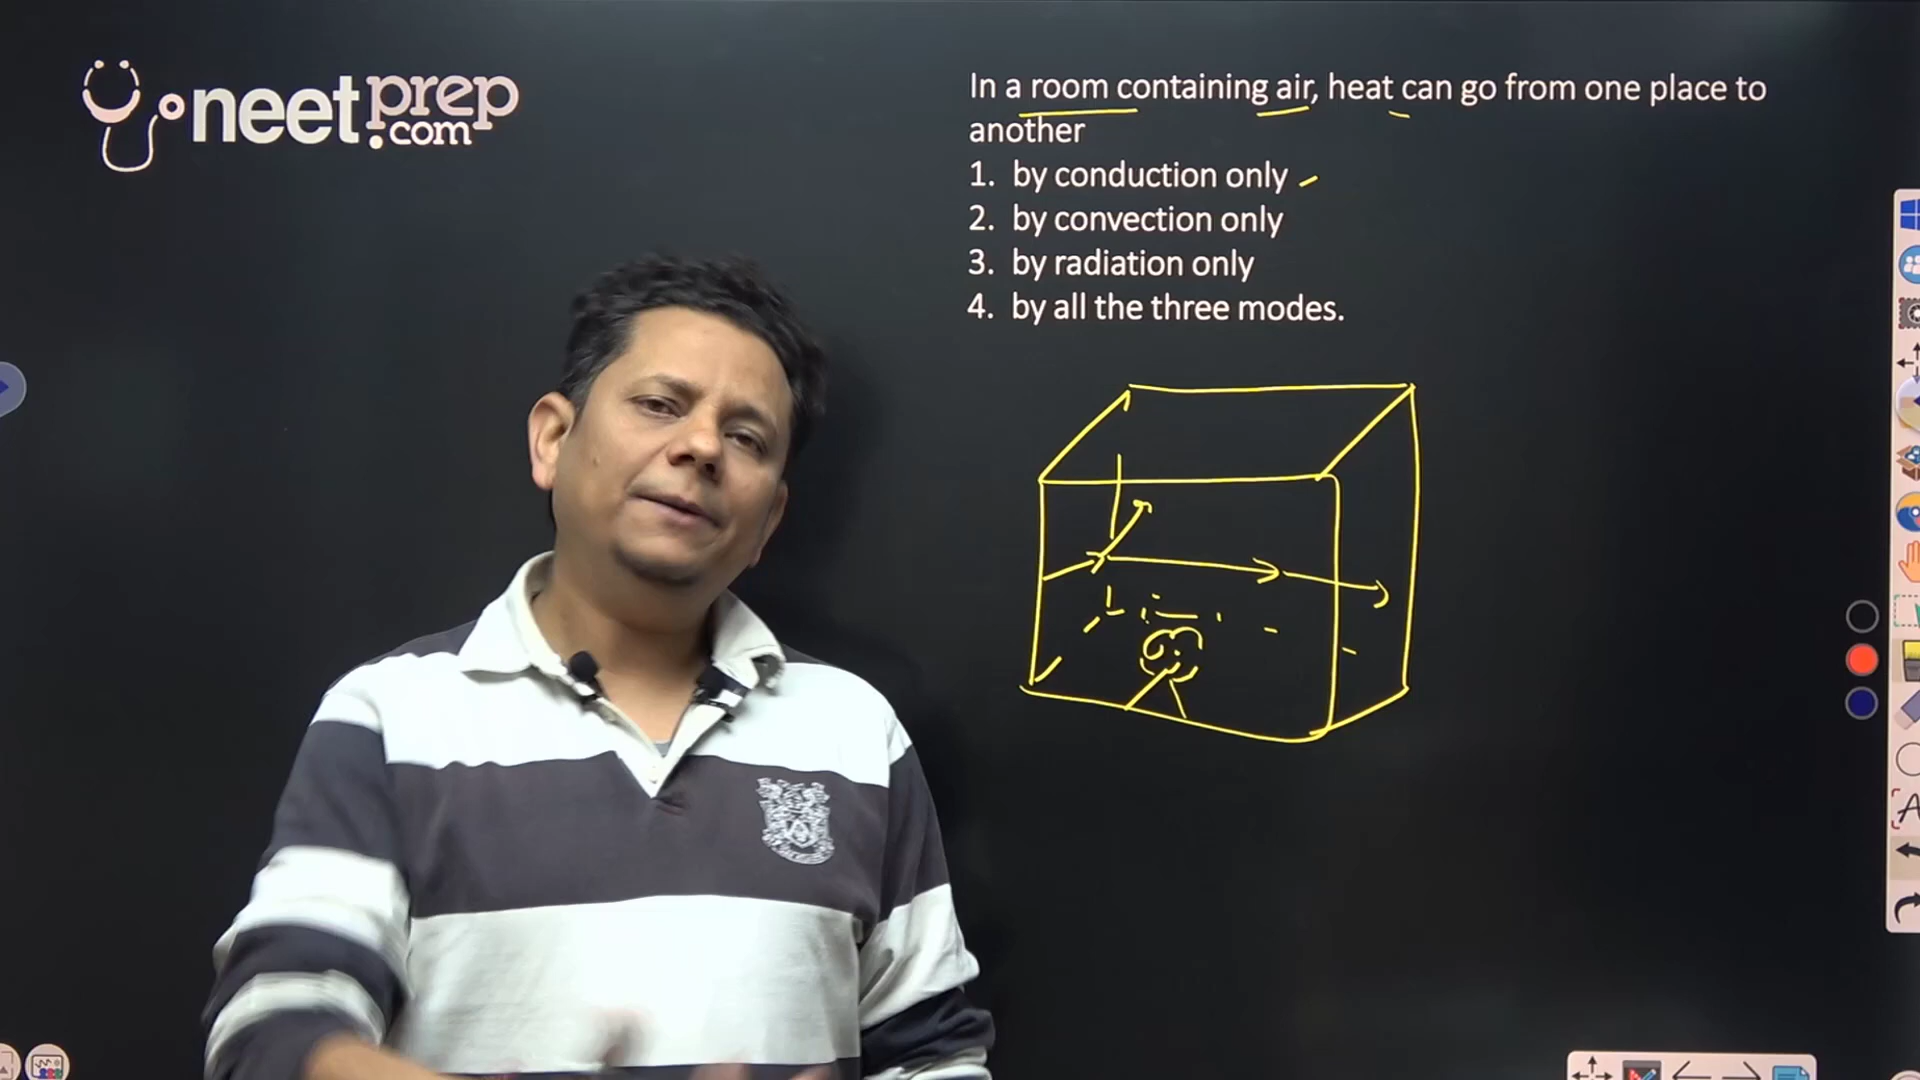 neetprep
.com
In a room containing air, heat can go from one place to
another
1. by conduction only
2. by convection only
3. by radiation only
4. by all the three modes.